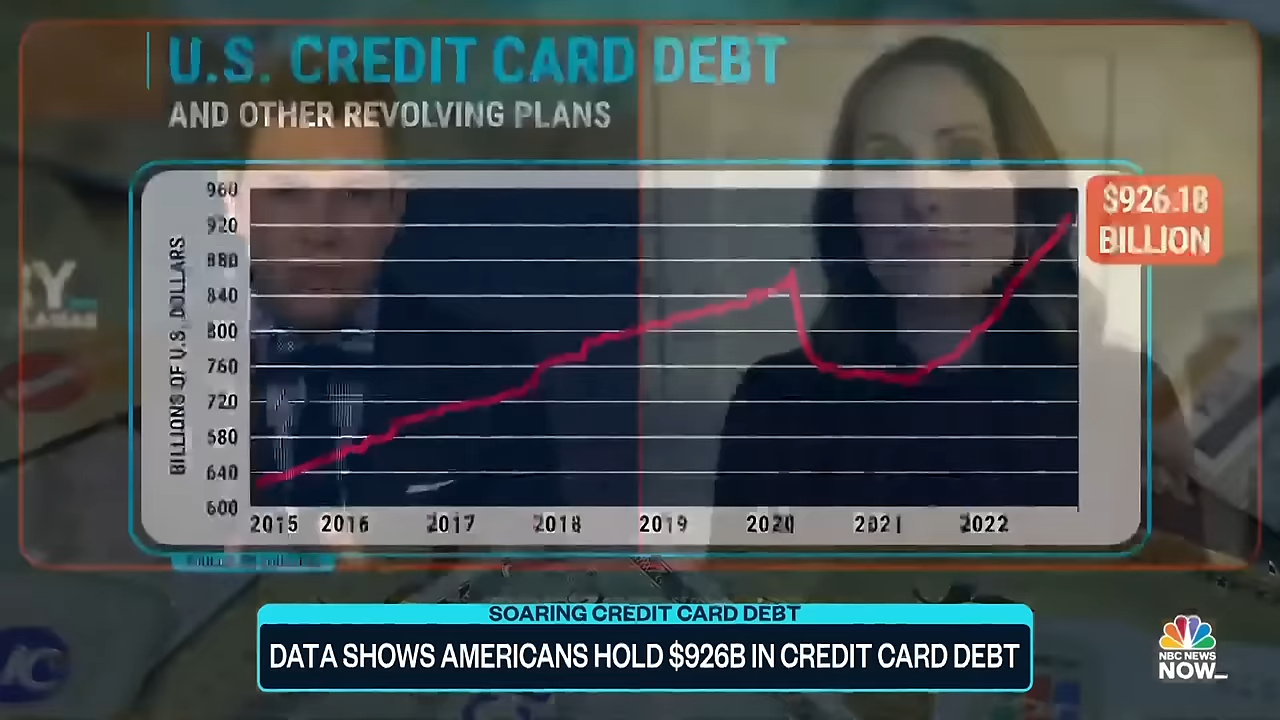 U.S. CREDIT CARD DEBT
AND OTHER REVOLVING PLANS
$926.1B
BILLION
BILLIONS OF U.S. DOLLARS
960
920
880
840
800
760
720
680
640
600
2015 2016 2017 2018 2019 2020 2021 2022
SOARING CREDIT CARD DEBT
DATA SHOWS AMERICANS HOLD $926B IN CREDIT CARD DEBT
NBC NEWS
NOW